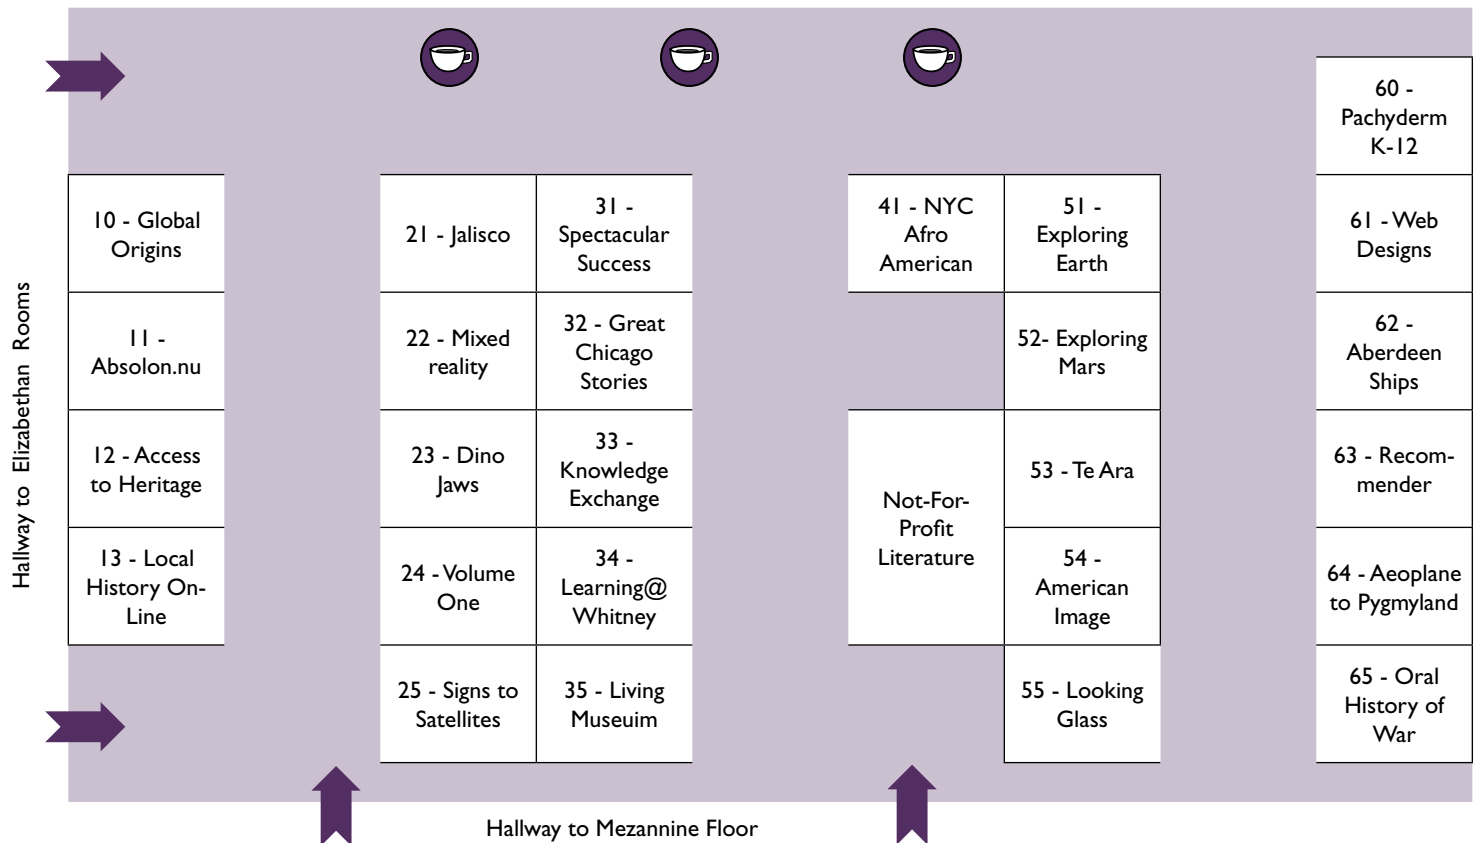 60 -
Pachyderm
K-12
10 - Global
Origins
21 - Jalisco
31 -
Spectacular
Success
41 - NYC
Afro
American
51 -
Exploring
Earth
61 - Web
Designs
11 -
Absolon.nu
22 - Mixed
reality
32 - Great
Chicago
Stories
52- Exploring
Mars
62 -
Aberdeen
Ships
12 - Access
to Heritage
23 - Dino
Jaws
33 -
Knowledge
Exchange
Not-For-
Profit
Literature
53 - Te Ara
63 - Recom-
mender
13 - Local
History On-
Line
24 - Volume
One
34 -
Learning@
Whitney
54 -
American
Image
64 - Aeoplane
to Pygmyland
25 - Signs to
Satellites
35 - Living
Museuim
55 - Looking
Glass
65 - Oral
History of
War
Hallway to Elizabethan Rooms
Hallway to Mezannine Floor